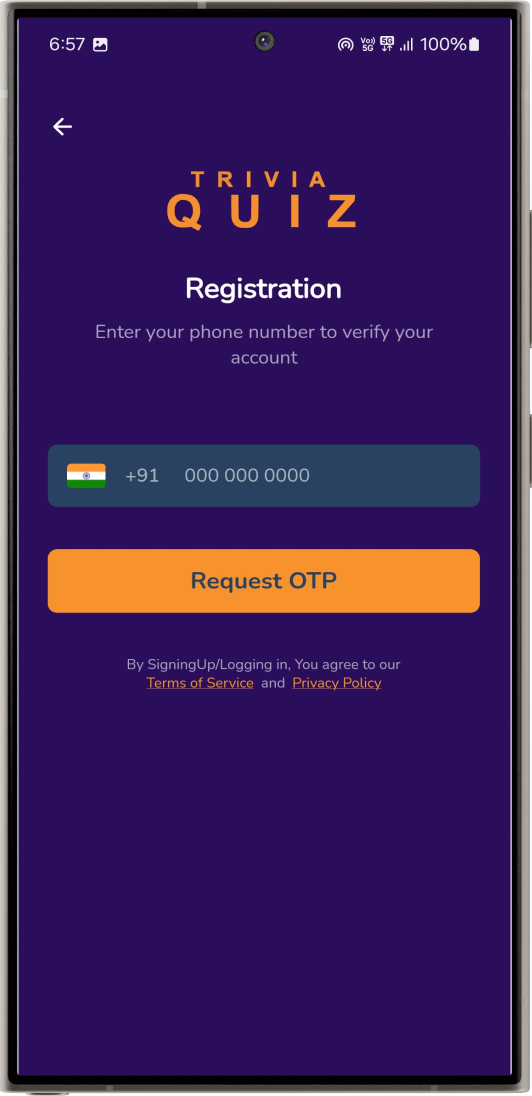 6:57 Vo)) 5G 5G 100%
TRIVIA
QUIZ
Registration
Enter your phone number to verify your
account
+91 000 000 0000
Request OTP
By SigningUp/Logging in, You agree to our
Terms of Service and Privacy Policy